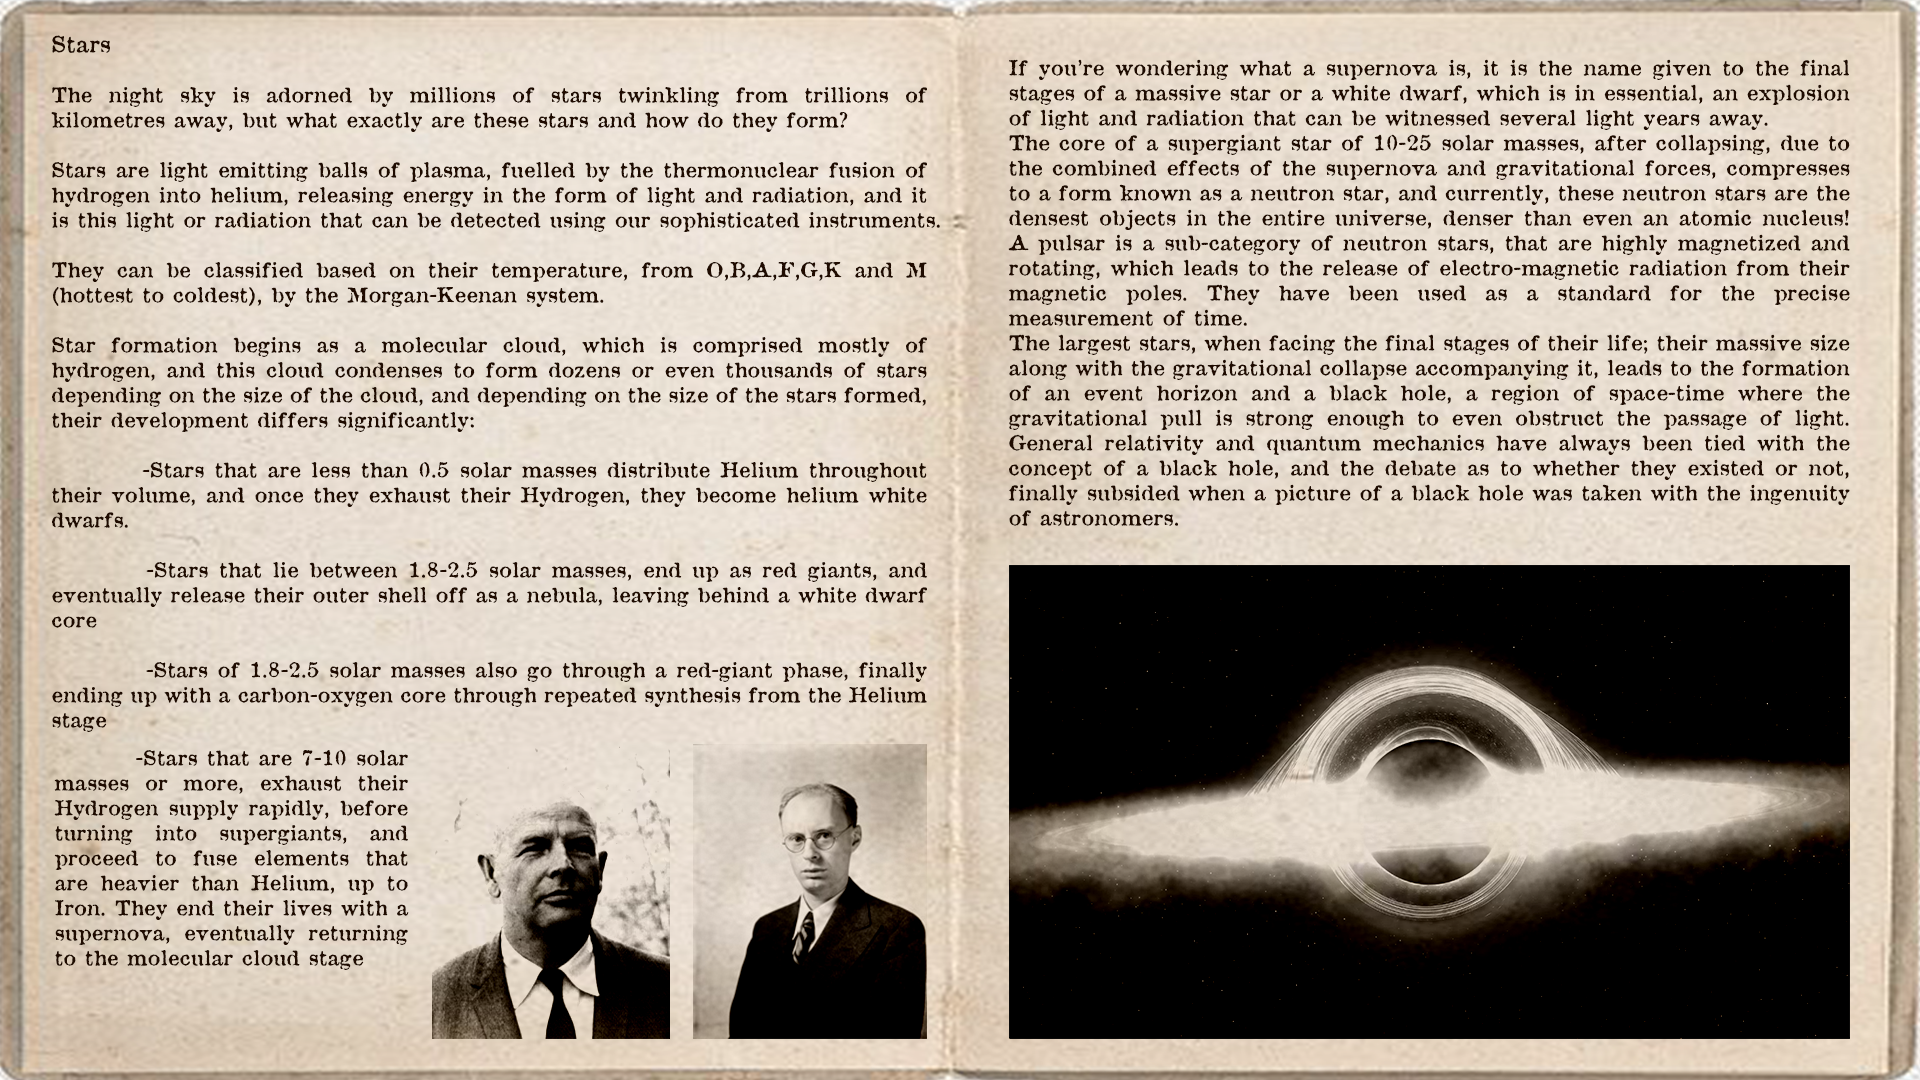 Stars
The night sky is adorned by millions of stars twinkling from trillions of
kilometres away, but what exactly are these stars and how do they form?
Stars are light emitting balls of plasma, fuelled by the thermonuclear fusion of
hydrogen into helium, releasing energy in the form of light and radiation, and it
is this light or radiation that can be detected using our sophisticated instruments.
They can be classified based on their temperature, from O,B,A,F,G,K and M
(hottest to coldest), by the Morgan-Keenan system.
Star formation begins as a molecular cloud, which is comprised mostly of
hydrogen, and this cloud condenses to form dozens or even thousands of stars
depending on the size of the cloud, and depending on the size of the stars formed,
their development differs significantly:
-Stars that are less than 0.5 solar masses distribute Helium throughout
their volume, and once they exhaust their Hydrogen, they become helium white
dwarfs.
-Stars that lie between 1.8-2.5 solar masses, end up as red giants, and
eventually release their outer shell off as a nebula, leaving behind a white dwarf
core
-Stars of 1.8-2.5 solar masses also go through a red-giant phase, finally
ending up with a carbon-oxygen core through repeated synthesis from the Helium
stage
-Stars that are 7-10 solar
masses or more, exhaust their
Hydrogen supply rapidly, before
turning into supergiants, and
proceed to fuse elements that
are heavier than Helium, up to
Iron. They end their lives with a
supernova, eventually returning
to the molecular cloud stage
If you're wondering what a supernova is, it is the name given to the final
stages of a massive star or a white dwarf, which is in essential, an explosion
of light and radiation that can be witnessed several light years away.
The core of a supergiant star of 10-25 solar masses, after collapsing, due to
the combined effects of the supernova and gravitational forces, compresses
to a form known as a neutron star, and currently, these neutron stars are the
densest objects in the entire universe, denser than even an atomic nucleus!
A pulsar is a sub-category of neutron stars, that are highly magnetized and
rotating, which leads to the release of electro-magnetic radiation from their
magnetic poles. They have been used as a standard for the precise
measurement of time.
The largest stars, when facing the final stages of their life; their massive size
along with the gravitational collapse accompanying it, leads to the formation
of an event horizon and a black hole, a region of space-time where the
gravitational pull is strong enough to even obstruct the passage of light.
General relativity and quantum mechanics have always been tied with the
concept of a black hole, and the debate as to whether they existed or not,
finally subsided when a picture of a black hole was taken with the ingenuity
of astronomers.